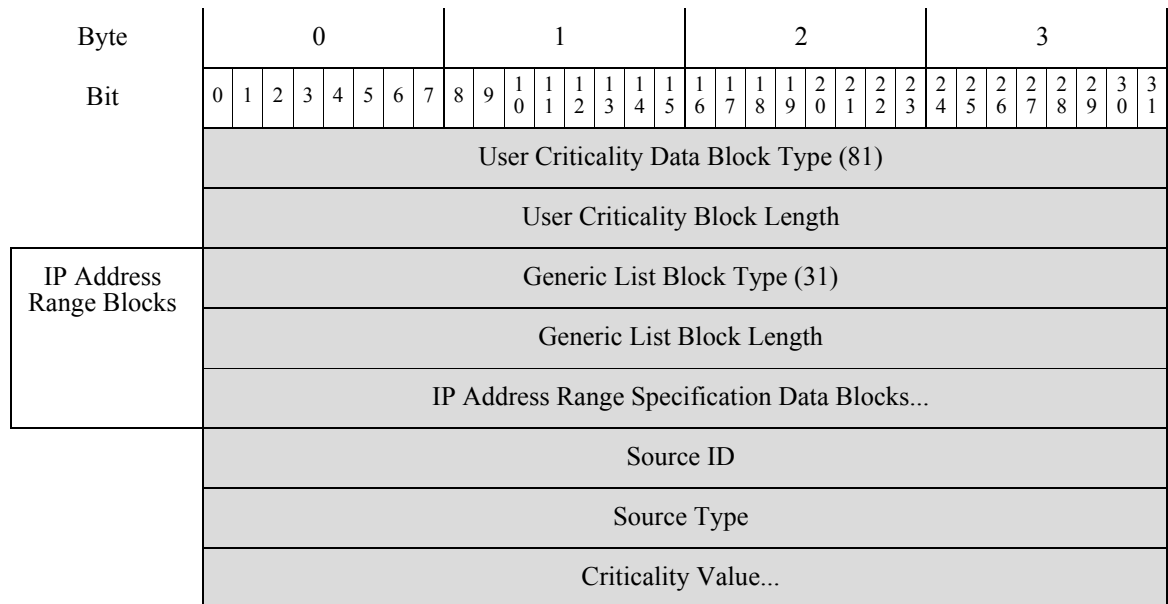 Byte 0 1 2 3
Bit 0 1 2 3 4 5 6 7 8 9 10 11 12 13 14 15 16 17 18 19 20 21 22 23 24 25 26 27 28 29 30 31
User Criticality Data Block Type (81)
User Criticality Block Length
IP Address
Range Blocks
Generic List Block Type (31)
Generic List Block Length
IP Address Range Specification Data Blocks...
Source ID
Source Type
Criticality Value...